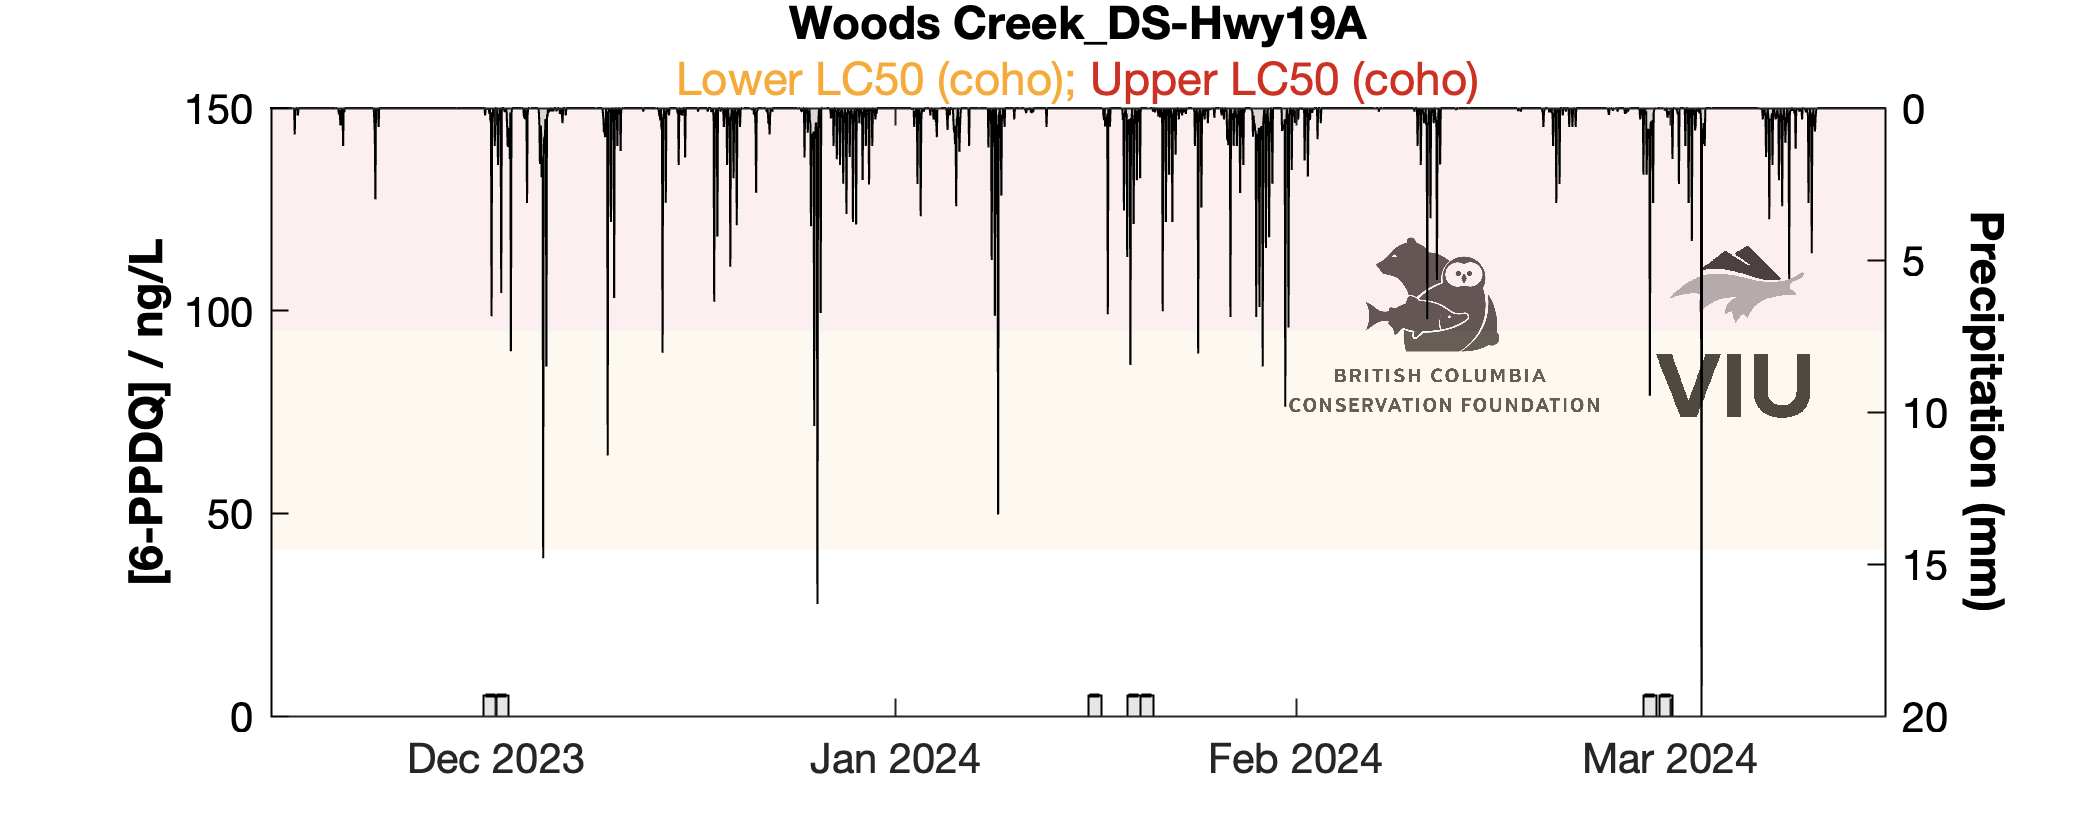 Woods Creek_DS-Hwy19A
Lower LC50 (coho); Upper LC50 (coho)
150
100
50
0
[6-PPDQ] / ng/L
0
5
10
15
20
Precipitation (mm)
BRITISH COLUMBIA
CONSERVATION FOUNDATION
VIU
Dec 2023
Jan 2024
Feb 2024
Mar 2024